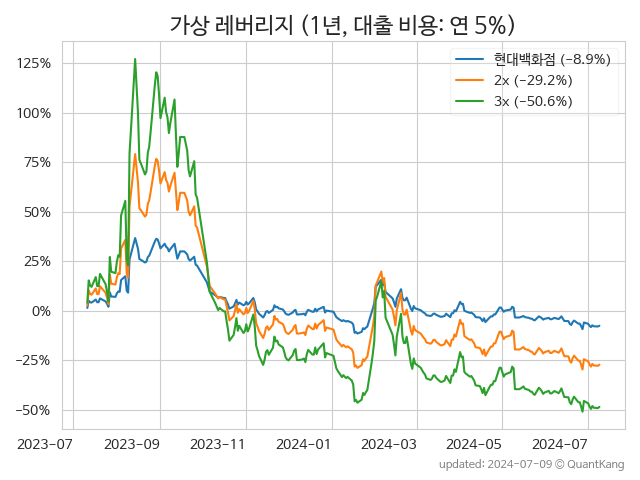 가상 레버리지 (1년, 대출 비용: 연 5%)
현대백화점 (−8.9%)
2x (−29.2%)
3x (−50.6%)
125%
100%
75%
50%
25%
0%
−25%
−50%
2023-07 2023-09 2023-11 2024-01 2024-03 2024-05 2024-07
updated: 2024-07-09 © QuantKang